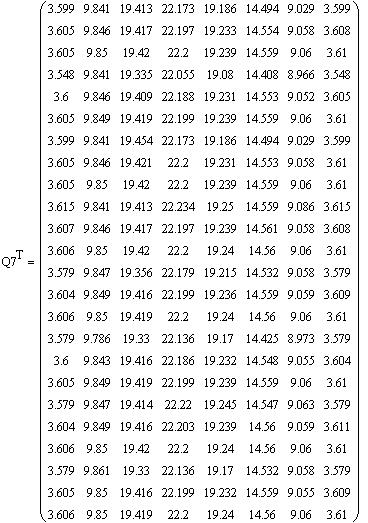 3.599 9.841 19.413 22.173 19.186 14.494 9.029 3.599
3.605 9.846 19.417 22.197 19.233 14.554 9.058 3.608
3.605 9.85 19.42 22.2 19.239 14.559 9.06 3.61
3.548 9.841 19.335 22.055 19.08 14.408 8.966 3.548
3.6 9.846 19.409 22.188 19.231 14.553 9.052 3.605
3.605 9.849 19.419 22.199 19.239 14.559 9.06 3.61
3.599 9.841 19.454 22.173 19.186 14.494 9.029 3.599
3.605 9.846 19.421 22.2 19.231 14.553 9.058 3.61
3.605 9.85 19.42 22.2 19.239 14.559 9.06 3.61
3.615 9.841 19.413 22.234 19.25 14.559 9.086 3.615
3.607 9.846 19.417 22.197 19.239 14.561 9.058 3.608
3.606 9.85 19.42 22.2 19.24 14.56 9.06 3.61
Q7T = 3.579 9.847 19.356 22.179 19.215 14.532 9.058 3.579
3.604 9.849 19.416 22.199 19.236 14.559 9.059 3.609
3.606 9.85 19.419 22.2 19.24 14.56 9.06 3.61
3.579 9.786 19.33 22.136 19.17 14.425 8.973 3.579
3.6 9.843 19.416 22.186 19.232 14.548 9.055 3.604
3.605 9.849 19.419 22.199 19.239 14.559 9.06 3.61
3.579 9.847 19.414 22.22 19.245 14.547 9.063 3.579
3.604 9.849 19.416 22.203 19.239 14.56 9.059 3.611
3.606 9.85 19.42 22.2 19.24 14.56 9.06 3.61
3.579 9.861 19.33 22.136 19.17 14.532 9.058 3.579
3.605 9.85 19.416 22.199 19.232 14.559 9.055 3.609
3.606 9.85 19.419 22.2 19.24 14.56 9.06 3.61